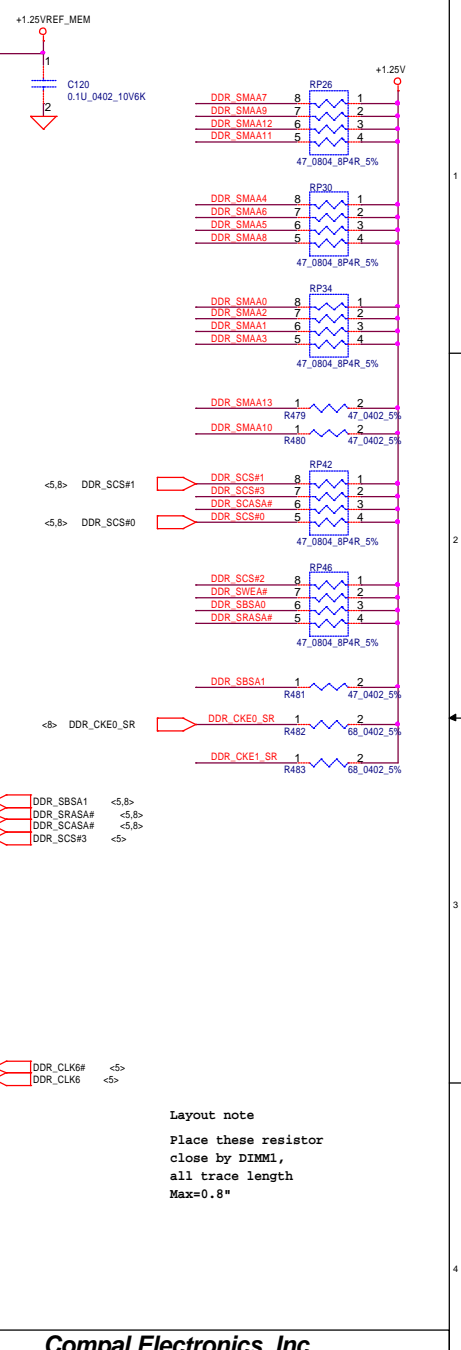 +1.25VREF_MEM
1
C120
0.1U_0402_10V6K
2
+1.25V
RP26
DDR_SMAA7 8 1
DDR_SMAA9 7 2
DDR_SMAA12 6 3
DDR_SMAA11 5 4
47_0804_8P4R_5%
1
RP30
DDR_SMAA4 8 1
DDR_SMAA6 7 2
DDR_SMAA5 6 3
DDR_SMAA8 5 4
47_0804_8P4R_5%
RP34
DDR_SMAA0 8 1
DDR_SMAA2 7 2
DDR_SMAA1 6 3
DDR_SMAA3 5 4
47_0804_8P4R_5%
DDR_SMAA13 1 2
R479 47_0402_5%
DDR_SMAA10 1 2
R480 47_0402_5%
RP42
<5,8> DDR_SCS#1 DDR_SCS#1 8 1
DDR_SCS#3 7 2
DDR_SCASA# 6 3
<5,8> DDR_SCS#0 DDR_SCS#0 5 4
47_0804_8P4R_5%
2
RP46
DDR_SCS#2 8 1
DDR_SWEA# 7 2
DDR_SBSA0 6 3
DDR_SRASA# 5 4
47_0804_8P4R_5%
DDR_SBSA1 1 2
R481 47_0402_5%
<8> DDR_CKE0_SR DDR_CKE0_SR 1 2
R482 68_0402_5%
DDR_CKE1_SR 1 2
R483 68_0402_5%
DDR_SBSA1 <5,8>
DDR_SRASA# <5,8>
DDR_SCASA# <5,8>
DDR_SCS#3 <5>
3
DDR_CLK6# <5>
DDR_CLK6 <5>
Layout note
Place these resistor
close by DIMM1,
all trace length
Max=0.8"
4
Compal Electronics, Inc